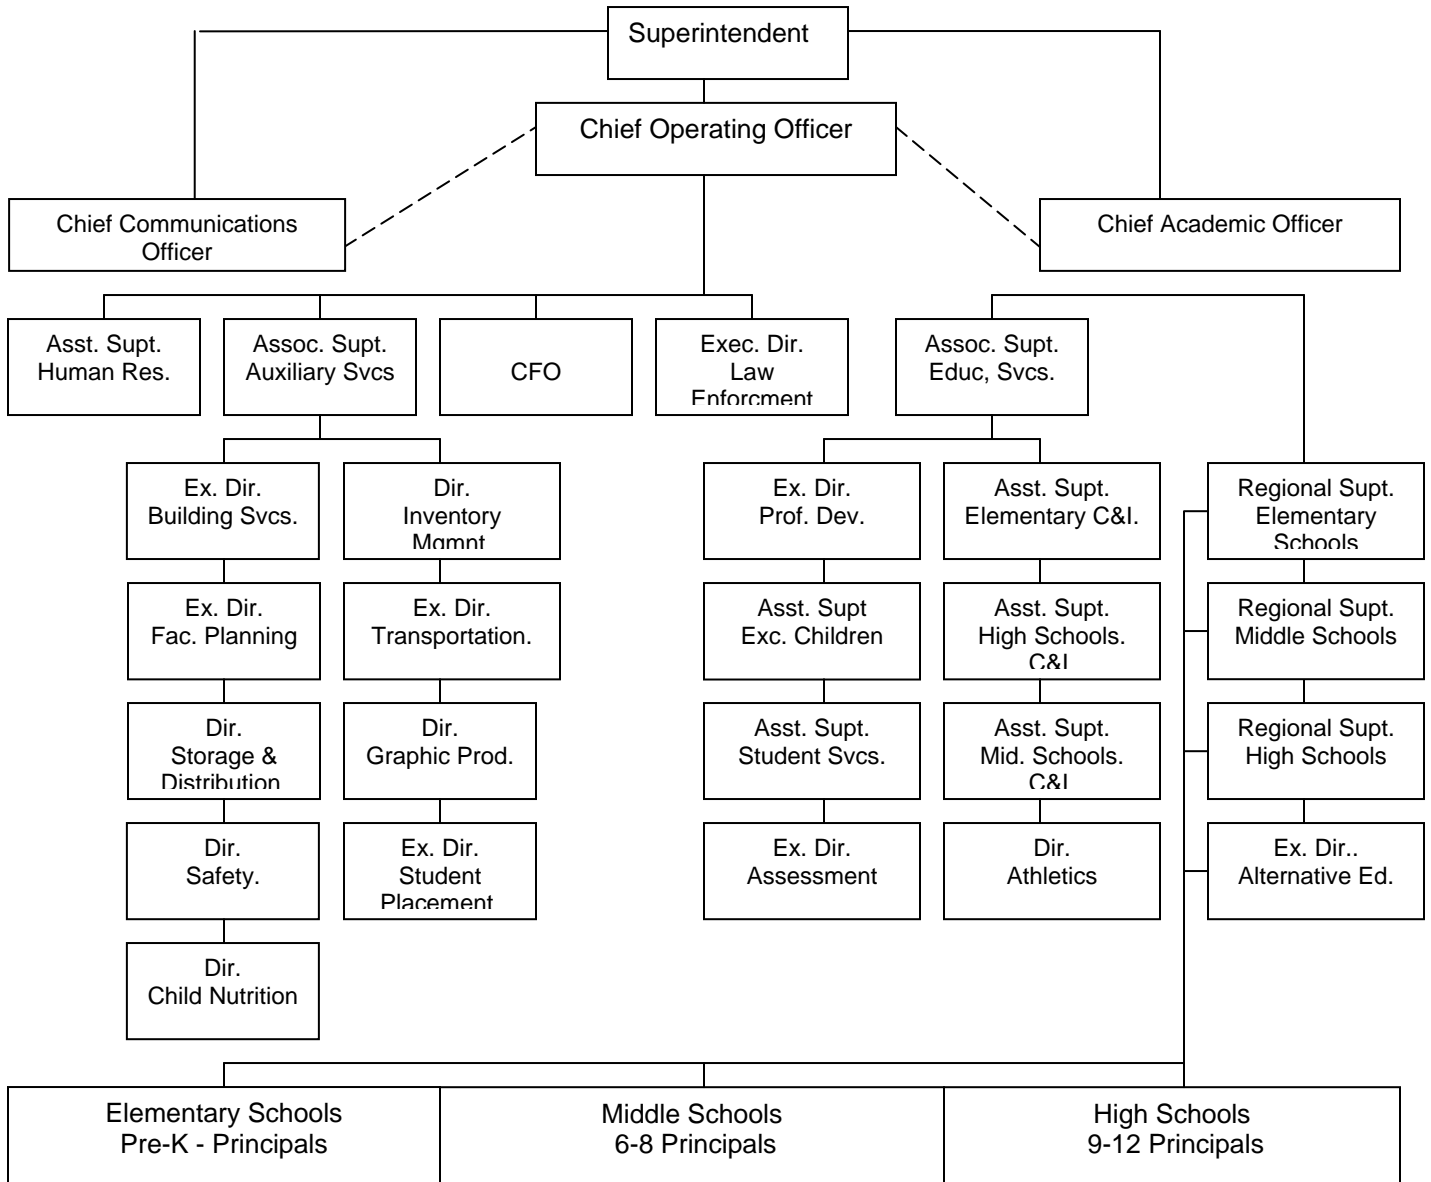 Superintendent
Chief Operating Officer
Chief Communications
Officer
Chief Academic Officer
Asst. Supt.
Human Res.
Assoc. Supt.
Auxiliary Svcs
CFO
Exec. Dir.
Law
Enforcment
Assoc. Supt.
Educ, Svcs.
Ex. Dir.
Building Svcs.
Dir.
Inventory
Mgmnt
Ex. Dir.
Prof. Dev.
Asst. Supt.
Elementary C&I.
Regional Supt.
Elementary
Schools
Ex. Dir.
Fac. Planning
Ex. Dir.
Transportation.
Asst. Supt
Exc. Children
Asst. Supt.
High Schools.
C&I
Regional Supt.
Middle Schools
Dir.
Storage &
Distribution
Dir.
Graphic Prod.
Asst. Supt.
Student Svcs.
Asst. Supt.
Mid. Schools.
C&I
Regional Supt.
High Schools
Dir.
Safety.
Ex. Dir.
Student
Placement
Ex. Dir.
Assessment
Dir.
Athletics
Ex. Dir..
Alternative Ed.
Dir.
Child Nutrition
Elementary Schools
Pre-K - Principals
Middle Schools
6-8 Principals
High Schools
9-12 Principals